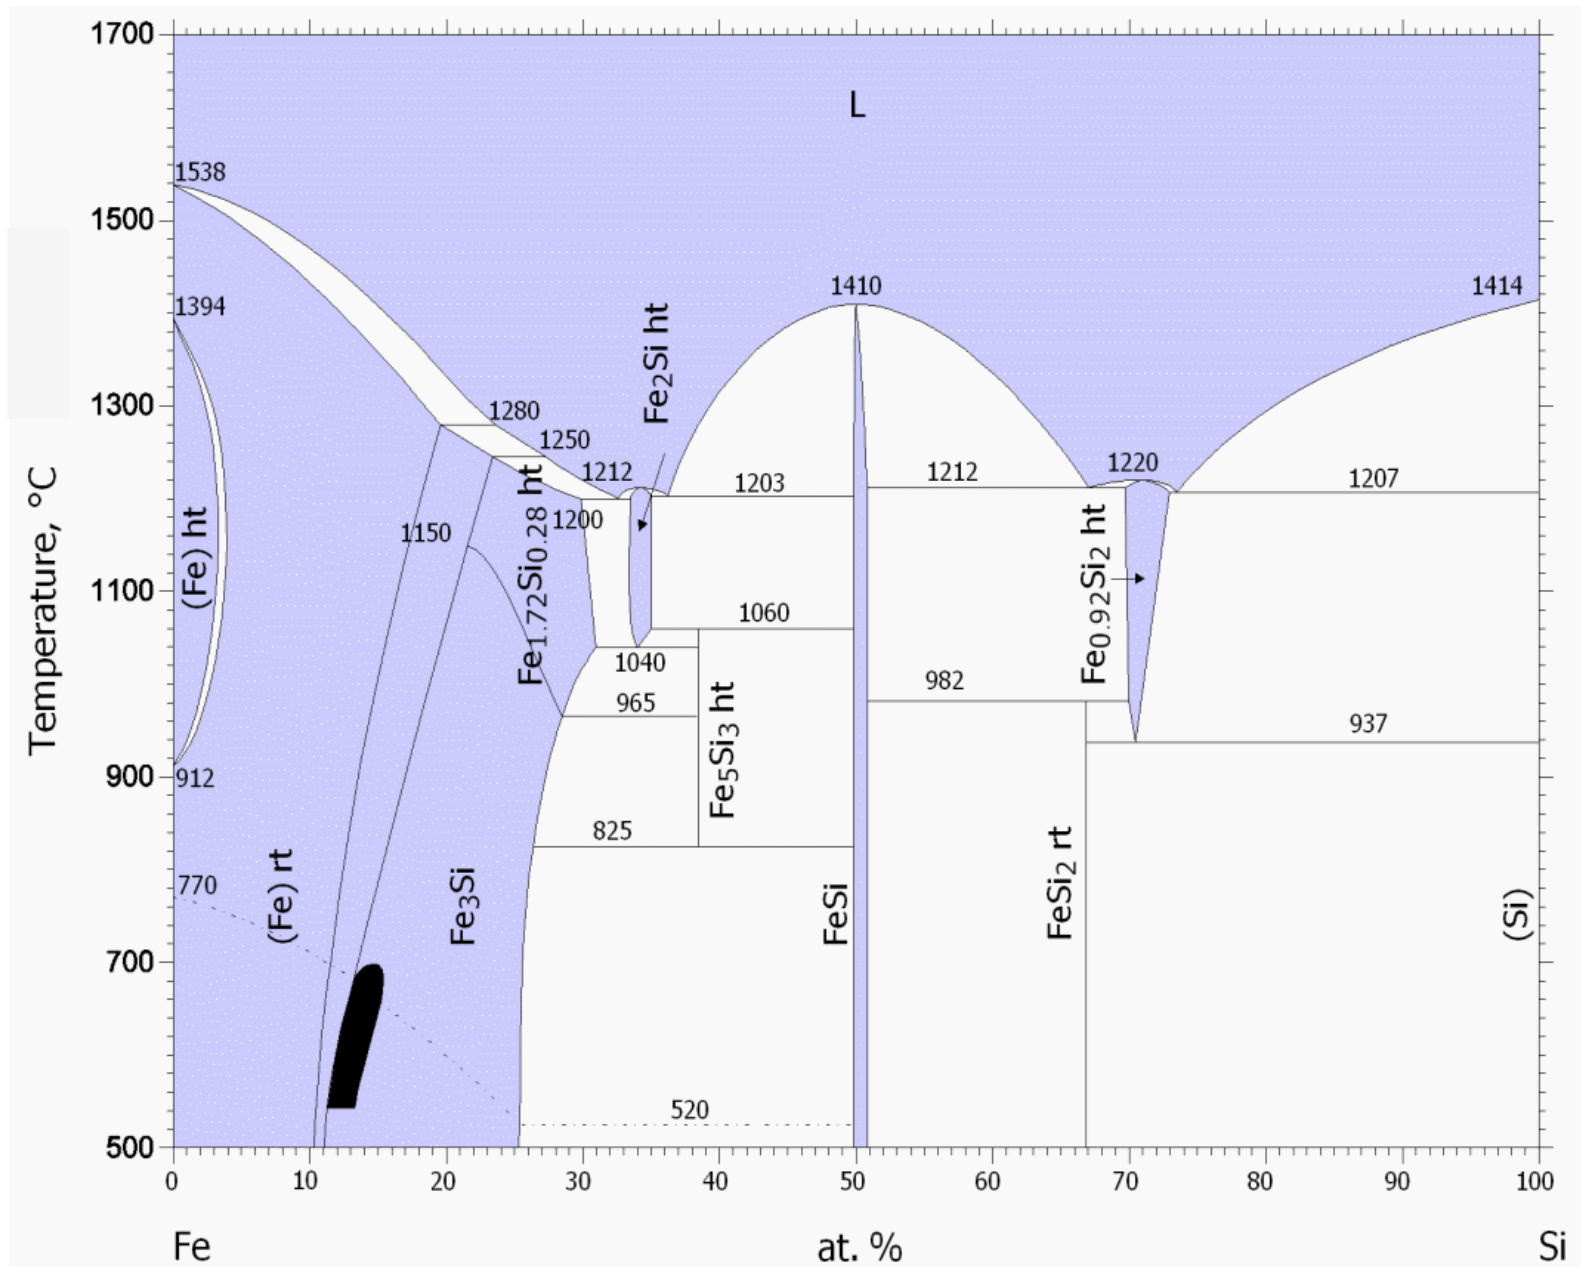 1700
1500
1300
1100
900
700
500
Temperature, °C
L
1538
1394
1410
1414
Fe2Si ht
1280
1250
1212
1203
1212
1220
1207
1200
1150
(Fe) ht
Fe1.72Si0.28 ht
Fe0.92Si2 ht
1060
1040
965
982
937
912
Fe5Si3 ht
825
770
(Fe) rt
Fe3Si
FeSi
FeSi2 rt
(Si)
520
0 10 20 30 40 50 60 70 80 90 100
Fe at. % Si